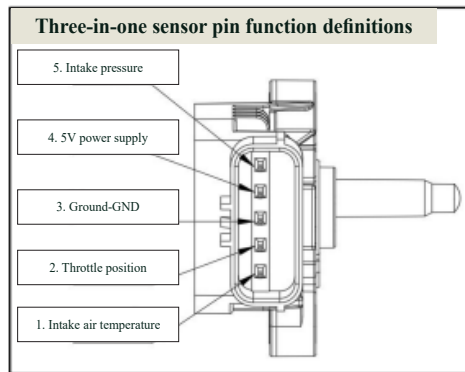 Three-in-one sensor pin function definitions
5. Intake pressure
4. 5V power supply
3. Ground-GND
2. Throttle position
1. Intake air temperature